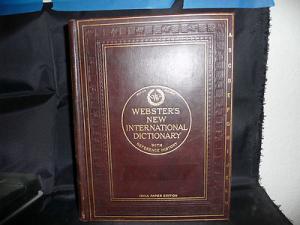 WEBSTER'S
NEW
INTERNATIONAL
DICTIONARY
WITH
REFERENCE HISTORY
INDIA PAPER EDITION